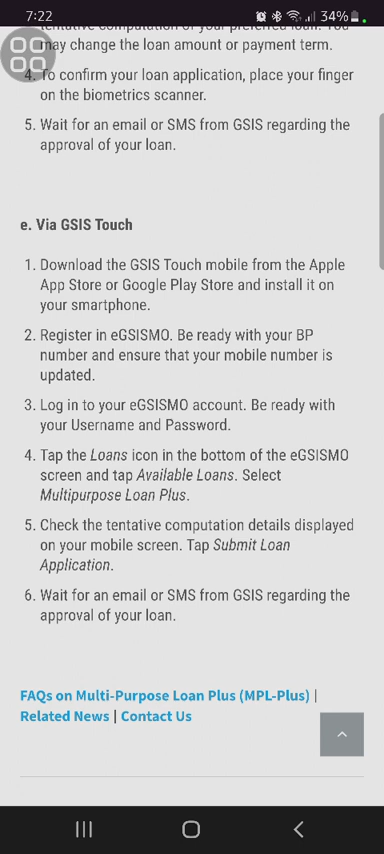 7:22
34%
tentative computation of your preferred loan. You
may change the loan amount or payment term.
4. To confirm your loan application, place your finger
on the biometrics scanner.
5. Wait for an email or SMS from GSIS regarding the
approval of your loan.
e. Via GSIS Touch
1. Download the GSIS Touch mobile from the Apple
App Store or Google Play Store and install it on
your smartphone.
2. Register in eGSISMO. Be ready with your BP
number and ensure that your mobile number is
updated.
3. Log in to your eGSISMO account. Be ready with
your Username and Password.
4. Tap the Loans icon in the bottom of the eGSISMO
screen and tap Available Loans. Select
Multipurpose Loan Plus.
5. Check the tentative computation details displayed
on your mobile screen. Tap Submit Loan
Application.
6. Wait for an email or SMS from GSIS regarding the
approval of your loan.
FAQs on Multi-Purpose Loan Plus (MPL-Plus) |
Related News | Contact Us